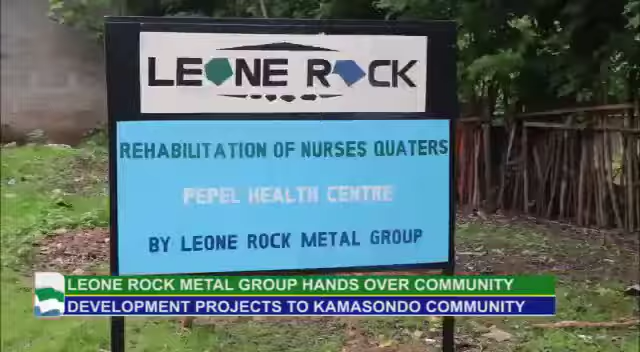 LEONE ROCK
REHABILITATION OF NURSES QUATERS
PEPEL HEALTH CENTRE
BY LEONE ROCK METAL GROUP
LEONE ROCK METAL GROUP HANDS OVER COMMUNITY
DEVELOPMENT PROJECTS TO KAMASONDO COMMUNITY